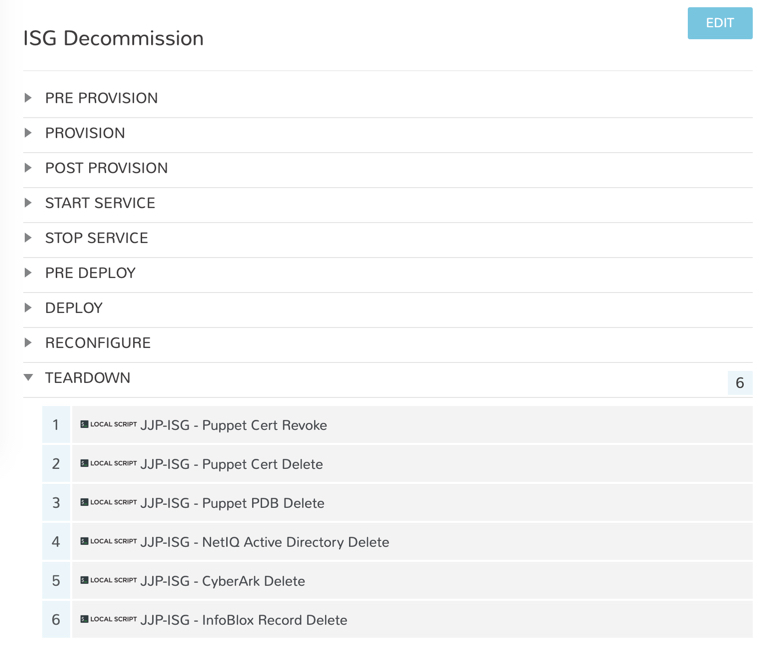 EDIT
ISG Decommission
PRE PROVISION
PROVISION
POST PROVISION
START SERVICE
STOP SERVICE
PRE DEPLOY
DEPLOY
RECONFIGURE
TEARDOWN 6
1 LOCAL SCRIPT JJP-ISG - Puppet Cert Revoke
2 LOCAL SCRIPT JJP-ISG - Puppet Cert Delete
3 LOCAL SCRIPT JJP-ISG - Puppet PDB Delete
4 LOCAL SCRIPT JJP-ISG - NetIQ Active Directory Delete
5 LOCAL SCRIPT JJP-ISG - CyberArk Delete
6 LOCAL SCRIPT JJP-ISG - InfoBlox Record Delete